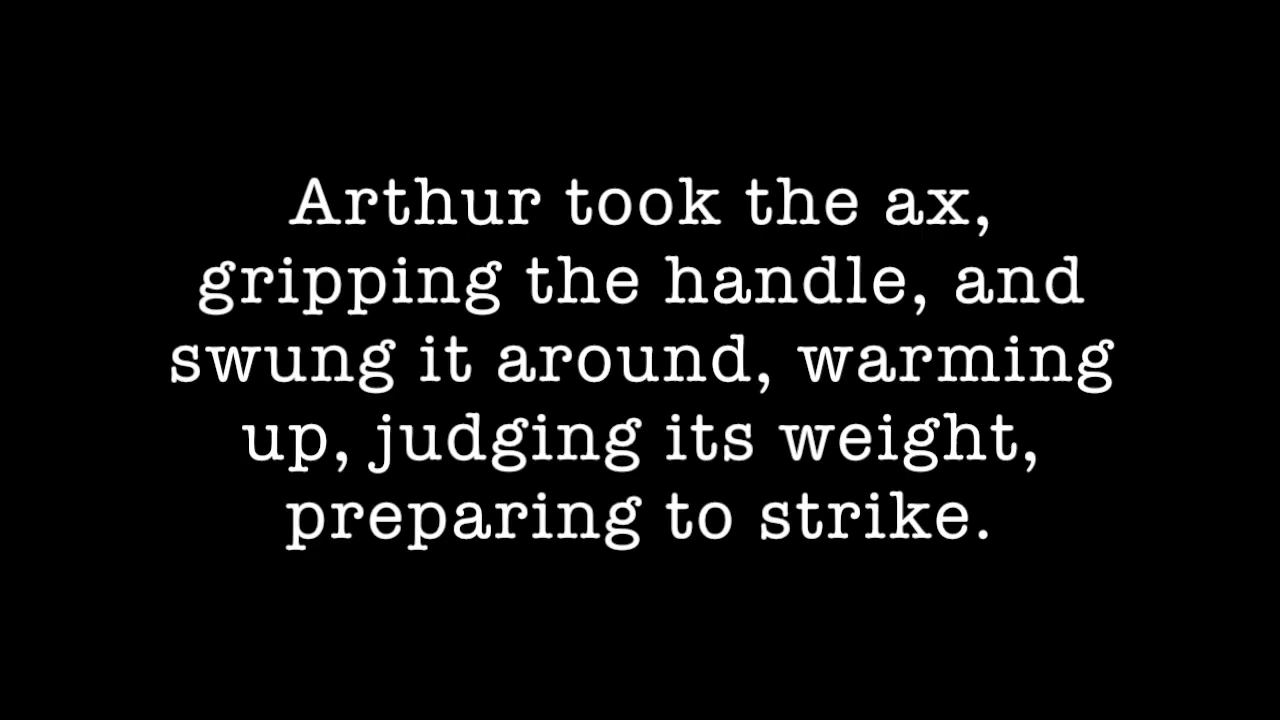 Arthur took the ax,
gripping the handle, and
swung it around, warming
up, judging its weight,
preparing to strike.